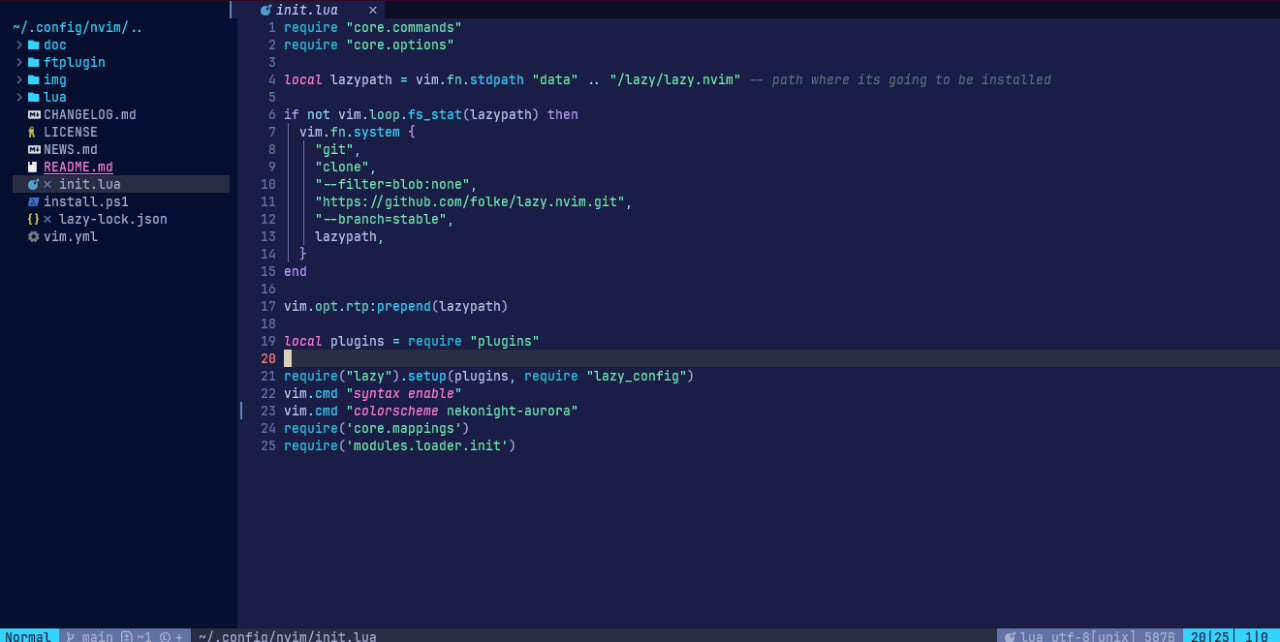 init.lua ×
~/.config/nvim/..
doc
ftplugin
img
lua
CHANGELOG.md
LICENSE
NEWS.md
README.md
init.lua
install.ps1
{} × lazy-lock.json
vim.yml
1 require "core.commands"
2 require "core.options"
3
4 local lazypath = vim.fn.stdpath "data" .. "/lazy/lazy.nvim" -- path where its going to be installed
5
6 if not vim.loop.fs_stat(lazypath) then
7 vim.fn.system {
8 "git",
9 "clone",
10 "--filter=blob:none",
11 "https://github.com/folke/lazy.nvim.git",
12 "--branch=stable",
13 lazypath,
14 }
15 end
16
17 vim.opt.rtp:prepend(lazypath)
18
19 local plugins = require "plugins"
20
21 require("lazy").setup(plugins, require "lazy_config")
22 vim.cmd "syntax enable"
23 vim.cmd "colorscheme nekonight-aurora"
24 require('core.mappings')
25 require('modules.loader.init')
Normal main ~1 + ~/.config/nvim/init.lua lua utf-8[unix] 587B 20|25| 1|0